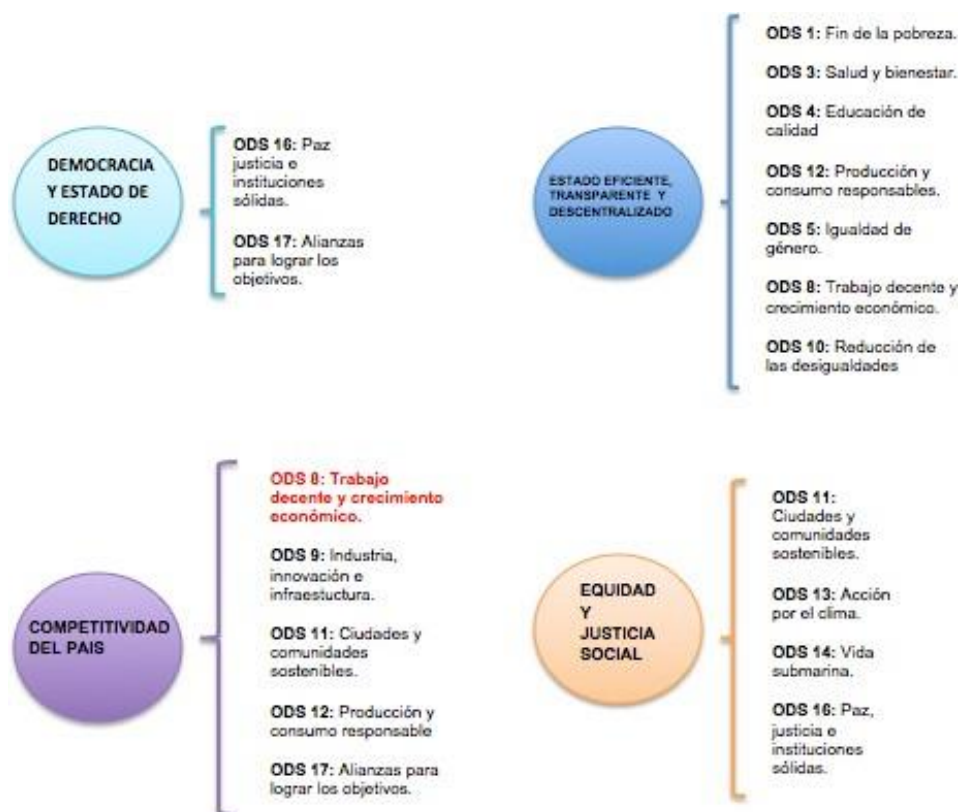 DEMOCRACIA
Y ESTADO DE
DERECHO
ODS 16: Paz
justicia e
instituciones
sólidas.
ODS 17: Alianzas
para lograr los
objetivos.
ESTADO EFICIENTE,
TRANSPARENTE Y
DESCENTRALIZADO
ODS 1: Fin de la pobreza.
ODS 3: Salud y bienestar.
ODS 4: Educación de
calidad
ODS 12: Producción y
consumo responsables.
ODS 5: Igualdad de
género.
ODS 8: Trabajo decente y
crecimiento económico.
ODS 10: Reducción de
las desigualdades
COMPETITIVIDAD
DEL PAIS
ODS 8: Trabajo
decente y crecimiento
económico.
ODS 9: Industria,
innovación e
infraestuctura.
ODS 11: Ciudades y
comunidades
sostenibles.
ODS 12: Producción y
consumo responsable
ODS 17: Alianzas para
lograr los objetivos.
EQUIDAD
Y
JUSTICIA
SOCIAL
ODS 11:
Ciudades y
comunidades
sostenibles.
ODS 13: Acción
por el clima.
ODS 14: Vida
submarina.
ODS 16: Paz,
justicia e
instituciones
sólidas.